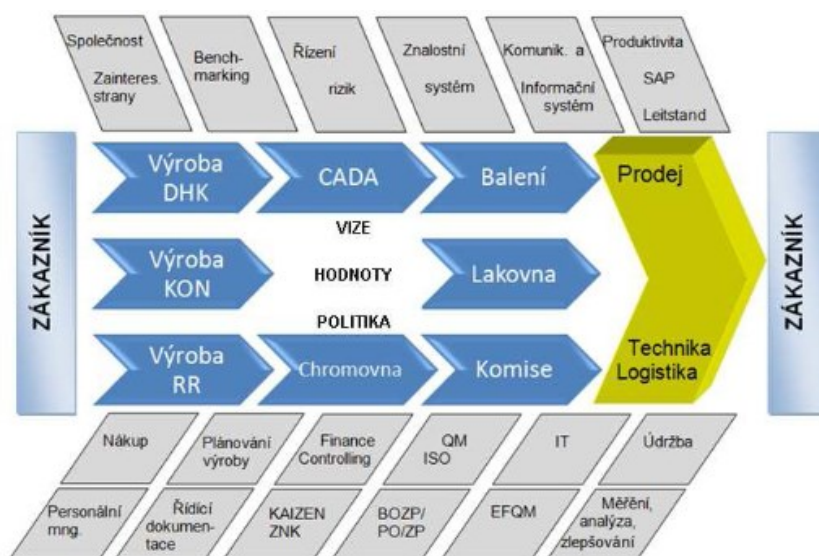 Společnost
Zainteres.
strany
Bench-
marking
Řízení
rizik
Znalostní
systém
Komunik. a
Informační
systém
Produktivita
SAP
Leitstand
ZÁKAZNÍK
Výroba
DHK
CADA
Balení
Prodej
VIZE
Výroba
KON
HODNOTY
Lakovna
POLITIKA
Výroba
RR
Chromovna
Komise
Technika
Logistika
ZÁKAZNÍK
Nákup
Plánování
výroby
Finance
Controlling
QM
ISO
IT
Údržba
Personální
mng.
Řídící
dokumen-
tace
KAIZEN
ZNK
BOZP/
PO/ZP
EFQM
Měření,
analýza,
zlepšování